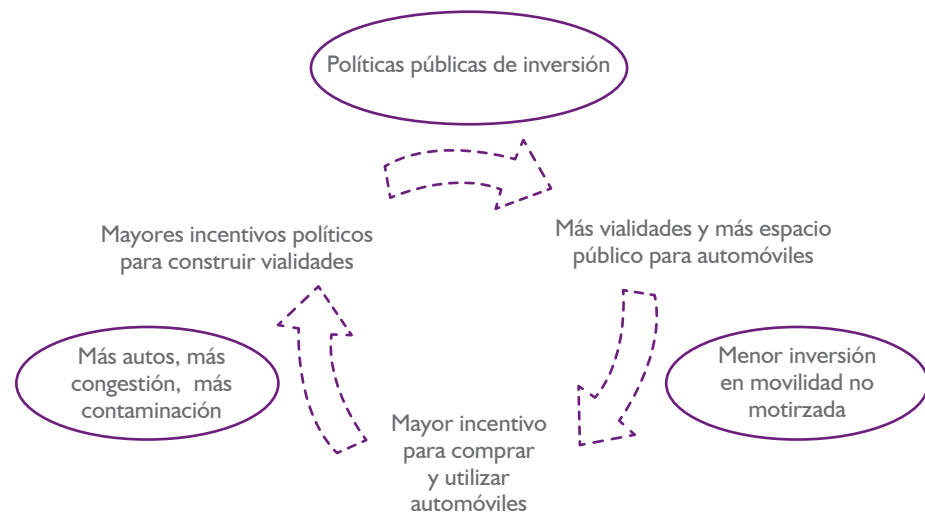 Políticas públicas de inversión
Mayores incentivos políticos
para construir vialidades
Más vialidades y más espacio
público para automóviles
Más autos, más
congestión, más
contaminación
Menor inversión
en movilidad no
motirzada
Mayor incentivo
para comprar
y utilizar
automóviles